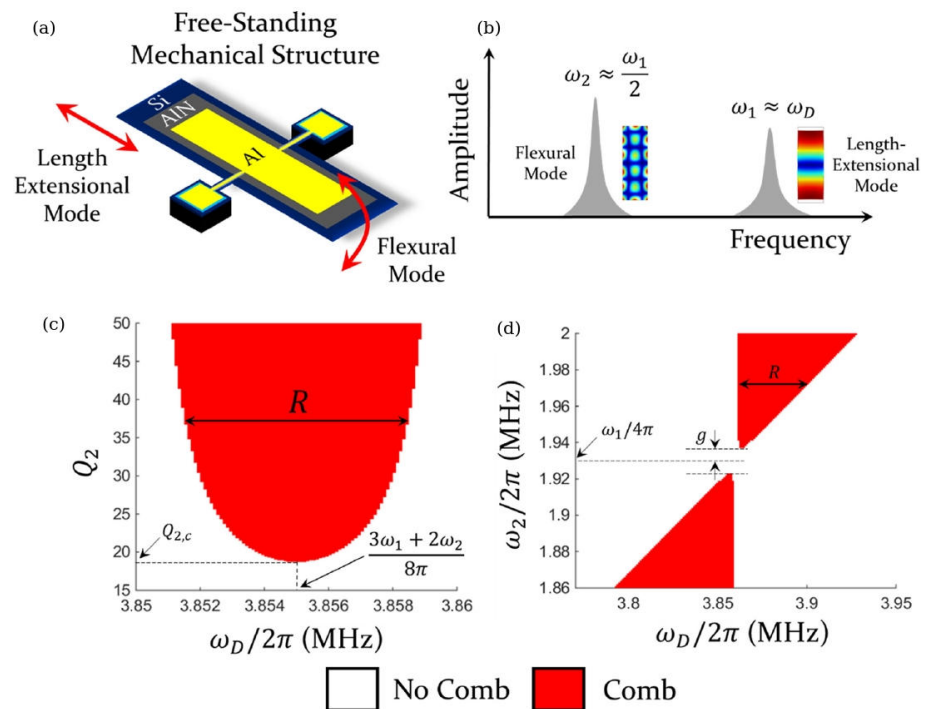 (a)
Free-Standing
Mechanical Structure
Si
AlN
Al
Length
Extensional
Mode
Flexural
Mode
(b)
Amplitude
ω₂ ≈ ω₁/2
ω₁ ≈ ω_D
Flexural
Mode
Length-
Extensional
Mode
Frequency
(c)
50
45
40
35
30
25
20
15
Q₂
R
Q₂,c
(3ω₁ + 2ω₂)/8π
3.85 3.852 3.854 3.856 3.858 3.86
ω_D/2π (MHz)
(d)
2
1.98
1.96
1.94
1.92
1.9
1.88
1.86
ω₂/2π (MHz)
R
g
ω₁/4π
3.8 3.85 3.9 3.95
ω_D/2π (MHz)
No Comb
Comb